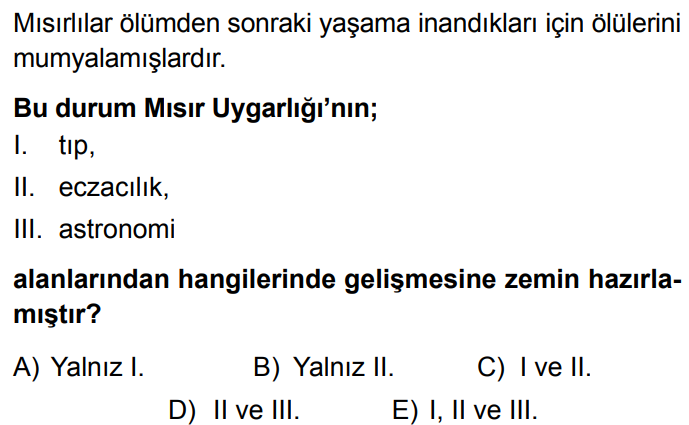 Mısırlılar ölümden sonraki yaşama inandıkları için ölülerini
mumyalamışlardır.
Bu durum Mısır Uygarlığı’nın;
I. tıp,
II. eczacılık,
III. astronomi
alanlarından hangilerinde gelişmesine zemin hazırla-
mıştır?
A) Yalnız I. B) Yalnız II. C) I ve II.
D) II ve III. E) I, II ve III.